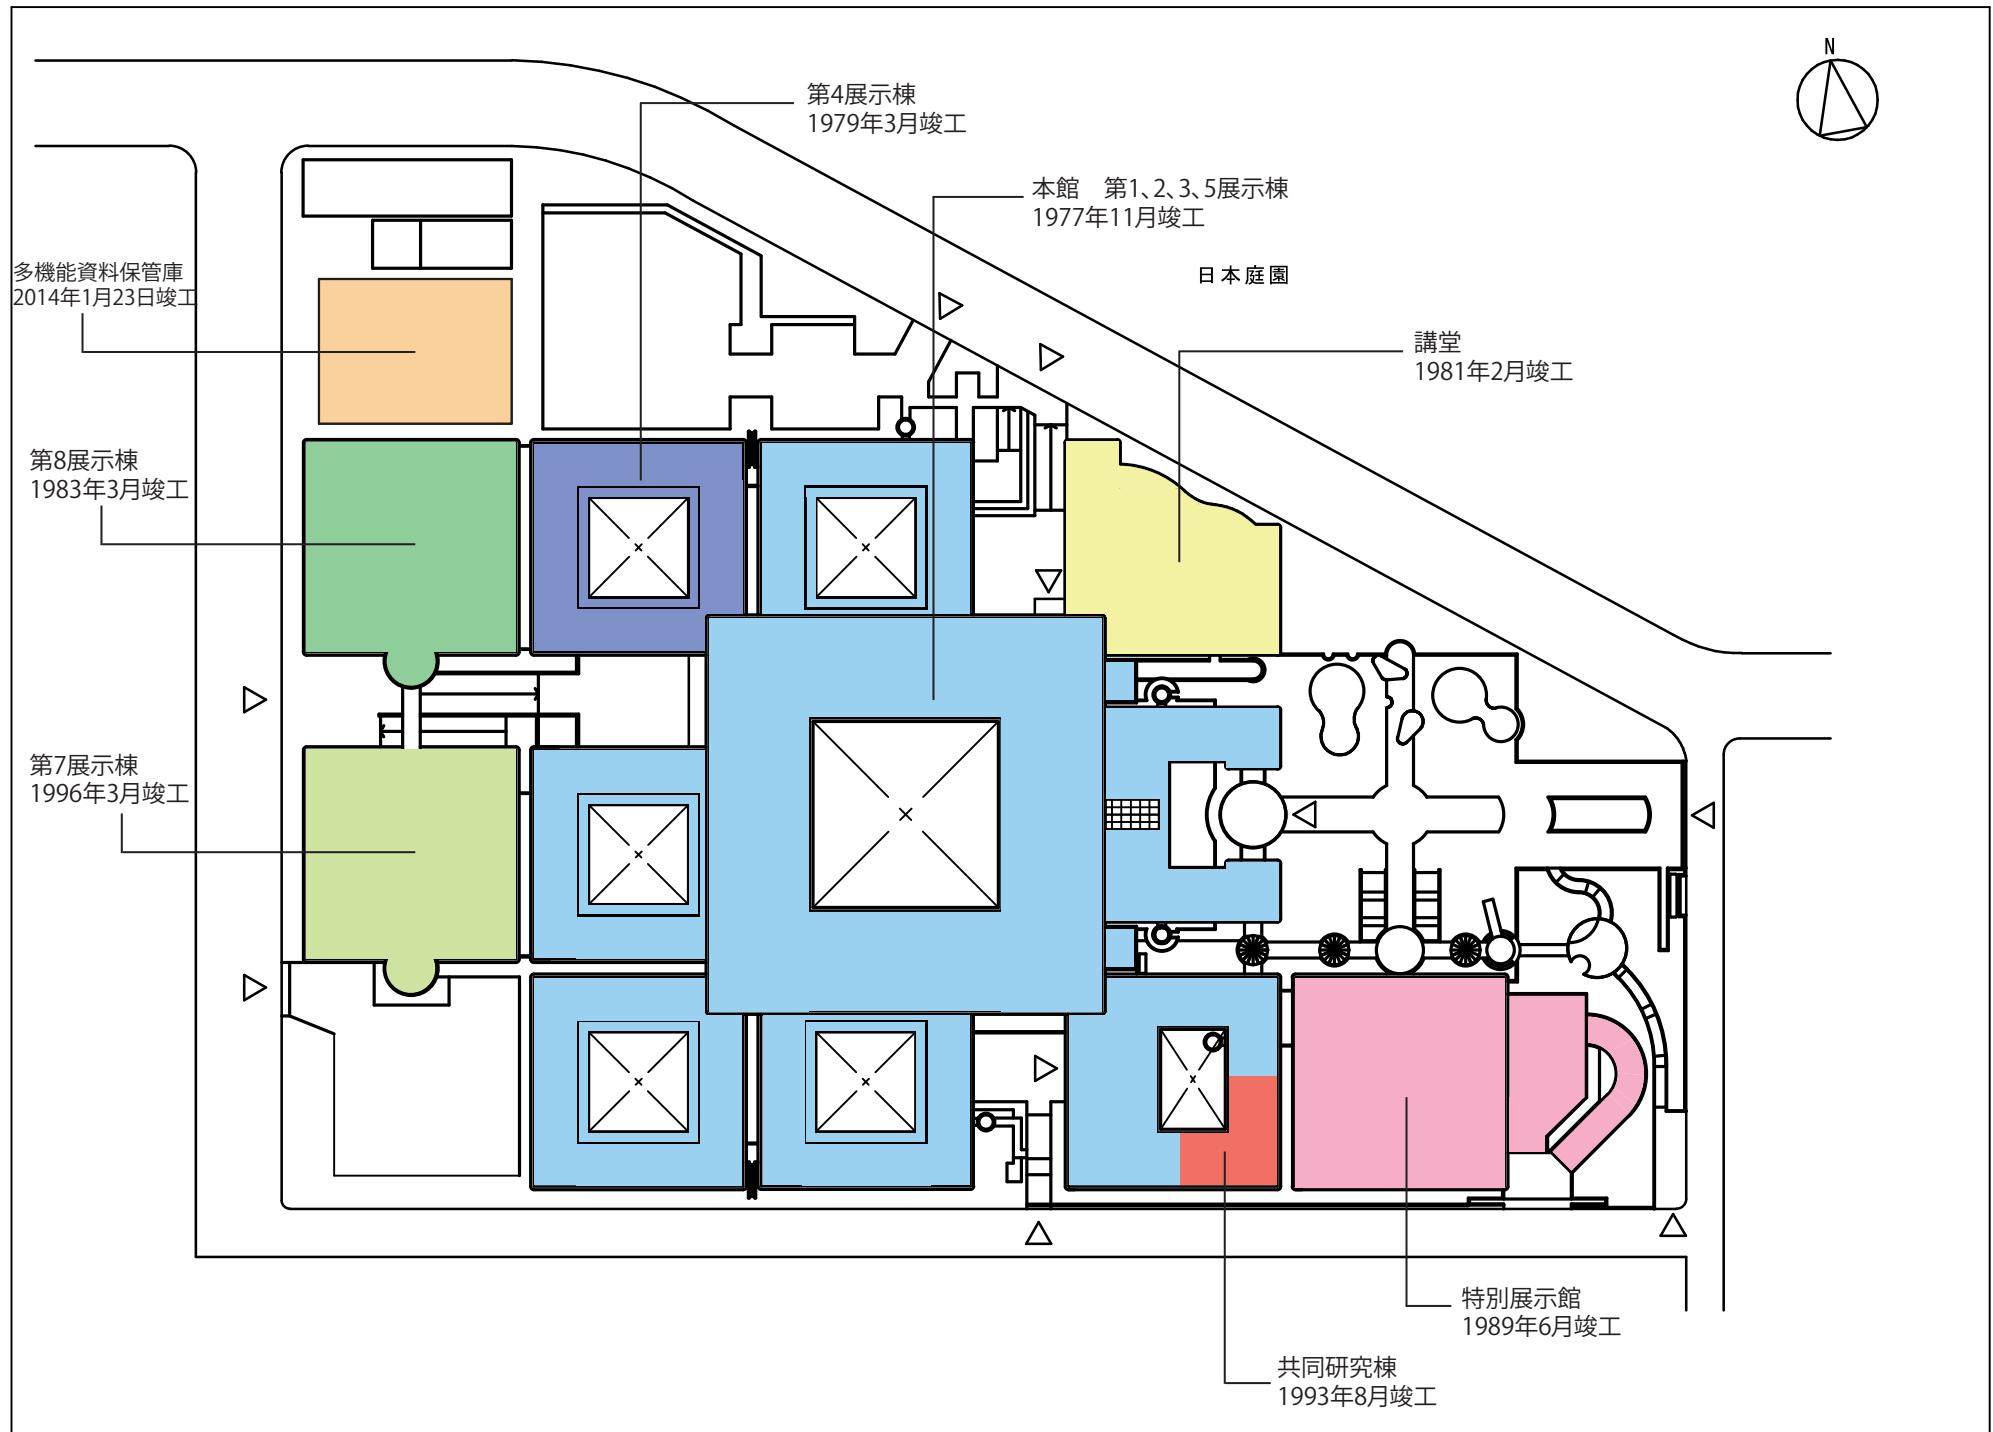 N
第4展示棟
1979年3月竣工
本館　第1、2、3、5展示棟
1977年11月竣工
日本庭園
多機能資料保管庫
2014年1月23日竣工
講堂
1981年2月竣工
第8展示棟
1983年3月竣工
第7展示棟
1996年3月竣工
特別展示館
1989年6月竣工
共同研究棟
1993年8月竣工